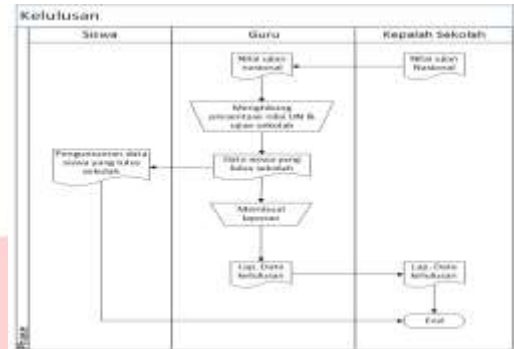 Kelulusan
Siswa
Guru
Kepalah Sekolah
Nilai ujian
nasional
Nilai ujian
Nasional
Menghitung
presentase nilai UN &
ujian sekolah
Pengumuman data
siswa yang lulus
sekolah
Data siswa yang
lulus sekolah
Membuat
laporan
Lap. Data
kelulusan
Lap. Data
kelulusan
End